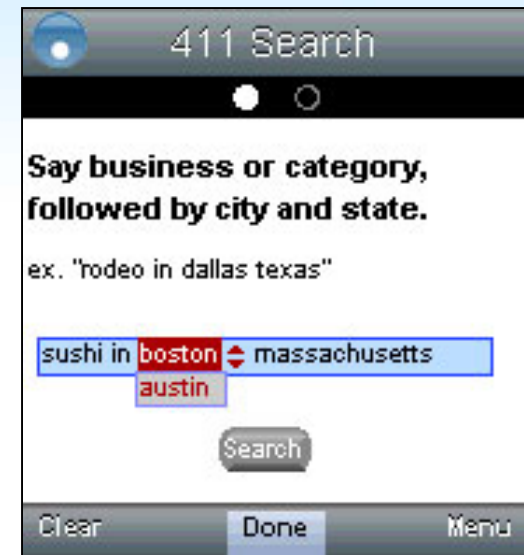 411 Search
Say business or category,
followed by city and state.
ex. "rodeo in dallas texas"
sushi in boston massachusetts
austin
Search
Clear Done Menu